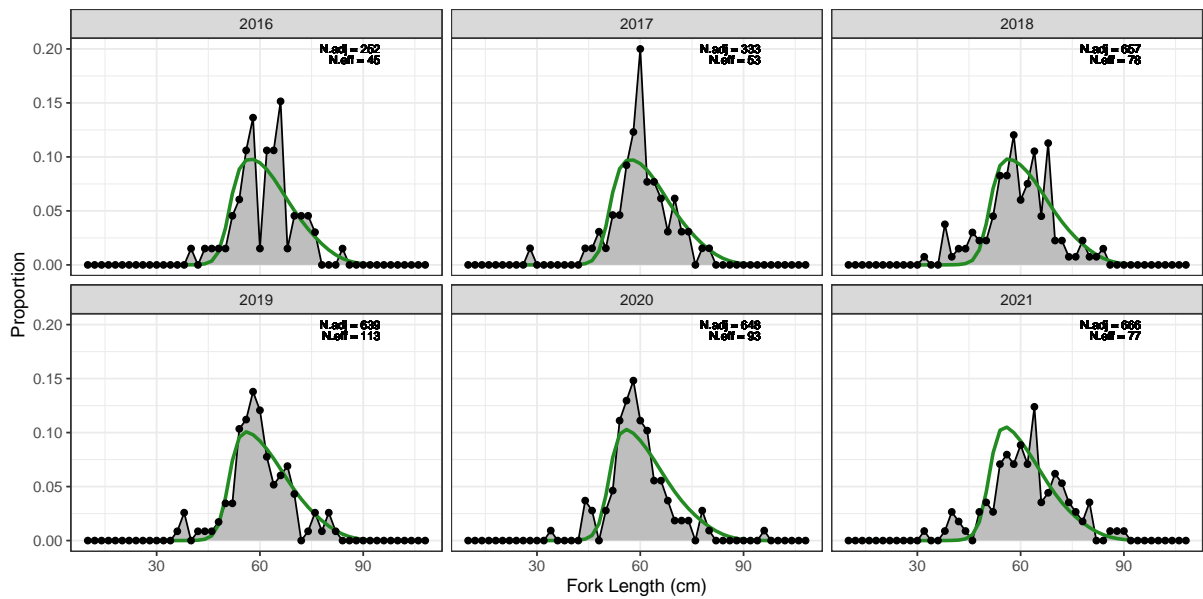 2016 2017 2018
N.adj = 252
N.eff = 45
N.adj = 333
N.eff = 53
N.adj = 657
N.eff = 78
0.20
0.15
0.10
0.05
0.00
2019 2020 2021
N.adj = 639
N.eff = 113
N.adj = 648
N.eff = 93
N.adj = 666
N.eff = 77
0.20
0.15
0.10
0.05
0.00
30 60 90 30 60 90 30 60 90
Proportion
Fork Length (cm)